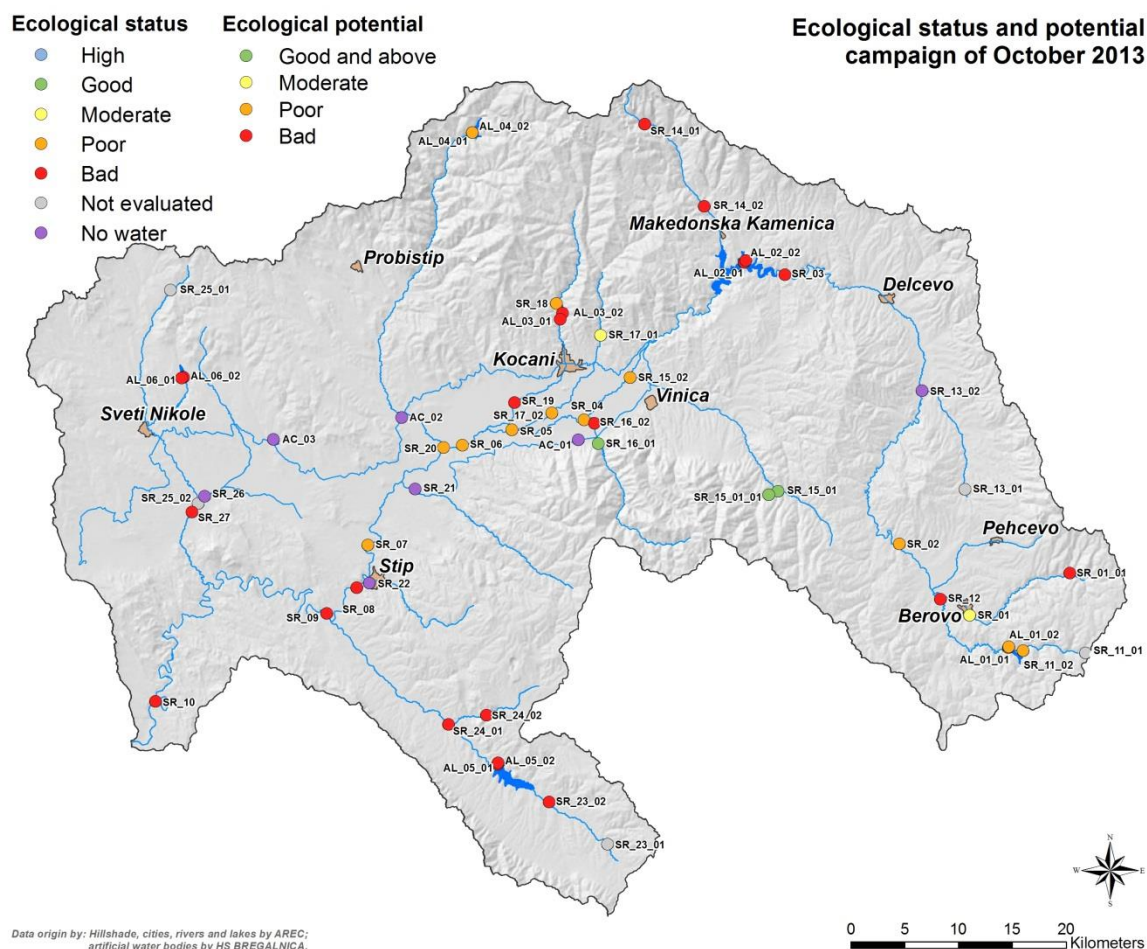 Ecological status
High
Good
Moderate
Poor
Bad
Not evaluated
No water
Ecological potential
Good and above
Moderate
Poor
Bad
Ecological status and potential
campaign of October 2013
AL_04_02
AL_04_01
SR_14_01
SR_14_02
Makedonska Kamenica
AL_02_02
AL_02_01
SR_03
Probistip
Delcevo
SR_25_01
SR_18
AL_03_02
AL_03_01
SR_17_01
Kocani
AL_06_01
AL_06_02
SR_15_02
SR_13_02
Vinica
Sveti Nikole
AC_02
SR_19
SR_04
SR_17_02
SR_16_02
SR_05
AC_03
SR_20
SR_06
AC_01
SR_16_01
SR_21
SR_15_01_01
SR_15_01
SR_13_01
SR_26
SR_25_02
SR_27
SR_07
SR_02
Pehcevo
Stip
SR_22
SR_08
SR_09
SR_01_01
SR_12
Berovo
SR_01
AL_01_02
AL_01_01
SR_11_02
SR_11_01
SR_10
SR_24_02
SR_24_01
AL_05_02
AL_05_01
SR_23_02
SR_23_01
N
W
E
S
0 5 10 15 20
Kilometers
Data origin by: Hillshade, cities, rivers and lakes by AREC;
artificial water bodies by HS BREGALNICA.